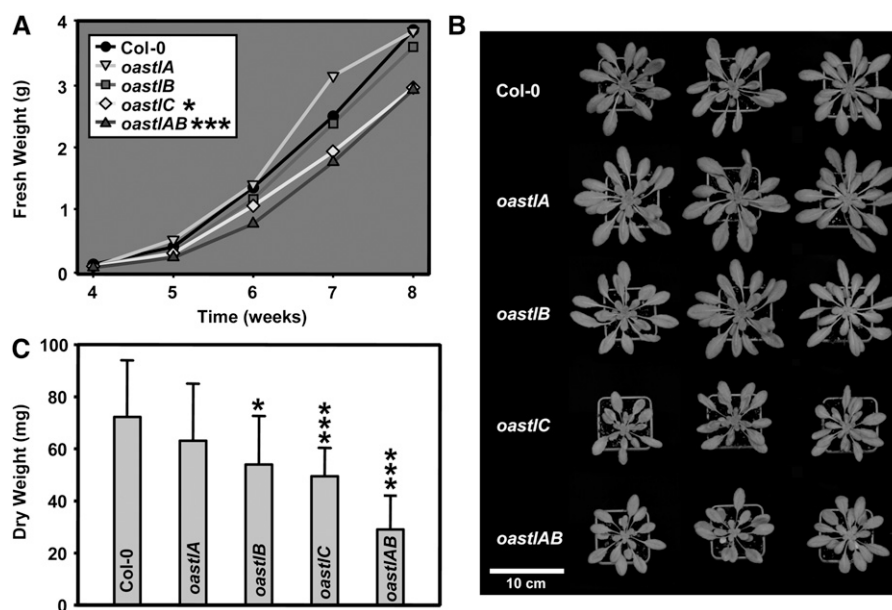 A
Fresh Weight (g)
4
3
2
1
0
Col-0
oastlA
oastlB
oastlC *
oastlAB ***
4 5 6 7 8
Time (weeks)
B
Col-0
oastlA
oastlB
oastlC
oastlAB
10 cm
C
Dry Weight (mg)
100
80
60
40
20
0
*
***
***
Col-0
oastlA
oastlB
oastlC
oastlAB